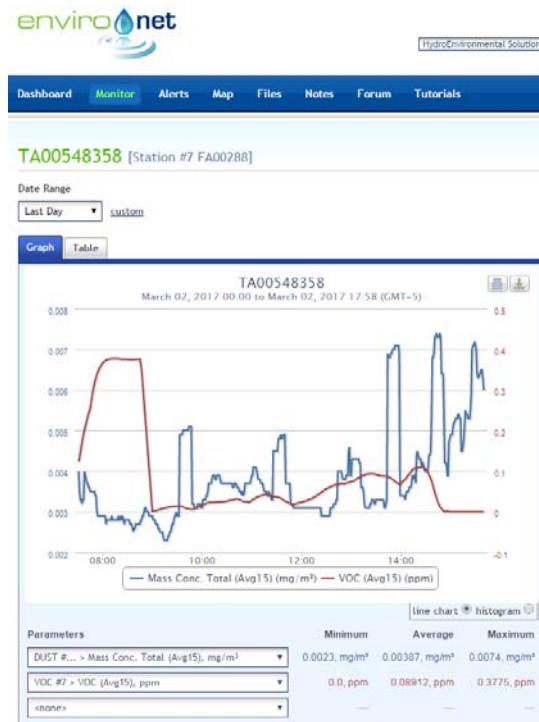 enviro net
HydroEnvironmental Solution
Dashboard Monitor Alerts Map Files Notes Forum Tutorials
TA00548358 [Station #7 FA00288]
Date Range
Last Day custom
Graph Table
TA00548358
March 02, 2017 00:00 to March 02, 2017 17:58 (GMT-5)
0.008 0.5
0.007 0.4
0.006 0.3
0.005 0.2
0.004 0.1
0.003 0
0.002 -0.1
08:00 10:00 12:00 14:00
Mass Conc. Total (Avg15) (mg/m³) VOC (Avg15) (ppm)
line chart histogram
Parameters Minimum Average Maximum
DUST #... > Mass Conc. Total (Avg15), mg/m³ 0.0023, mg/m³ 0.00387, mg/m³ 0.0074, mg/m³
VOC #7 > VOC (Avg15), ppm 0.0, ppm 0.08912, ppm 0.3775, ppm
<none> — — —